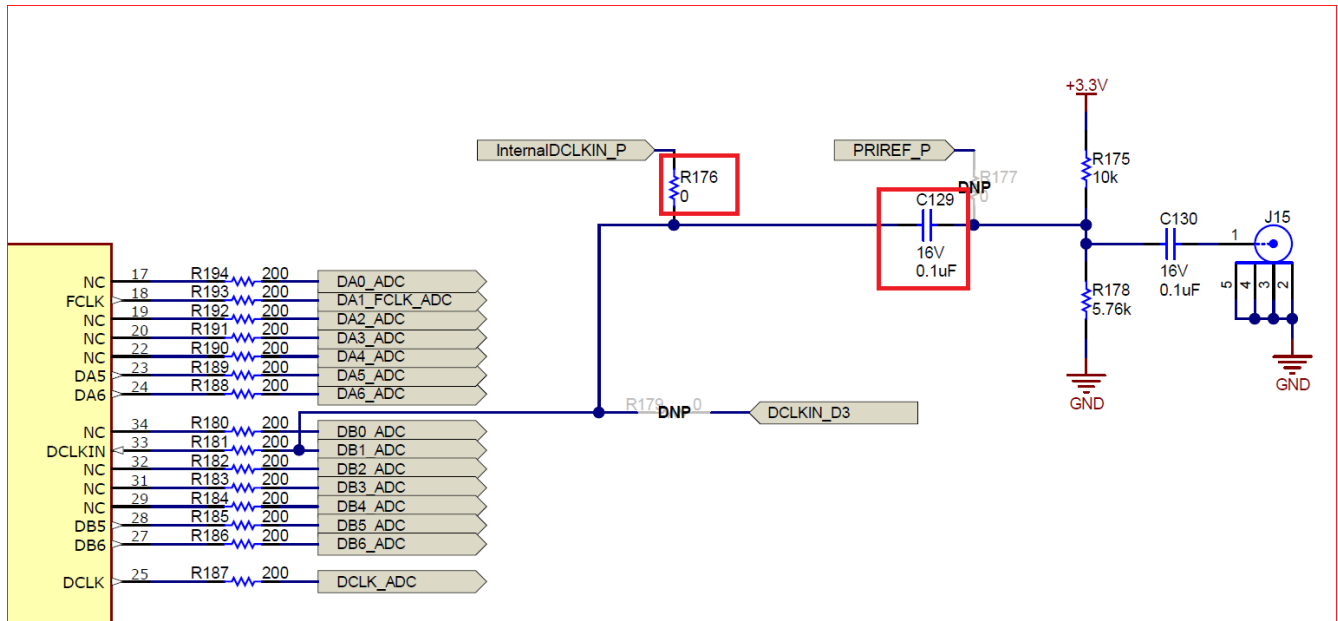 +3.3V
InternalDCLKIN_P
PRIREF_P
R176
0
R177
DNP
0
R175
10k
C129
16V
0.1uF
C130
16V
0.1uF
J15
1
5
4
3
2
R178
5.76k
GND
GND
NC 17 R194 200 DA0_ADC
FCLK 18 R193 200 DA1_FCLK_ADC
NC 19 R192 200 DA2_ADC
NC 20 R191 200 DA3_ADC
NC 22 R190 200 DA4_ADC
DA5 23 R189 200 DA5_ADC
DA6 24 R188 200 DA6_ADC
R179 DNP 0 DCLKIN_D3
NC 34 R180 200 DB0_ADC
DCLKIN 33 R181 200 DB1_ADC
NC 32 R182 200 DB2_ADC
NC 31 R183 200 DB3_ADC
NC 29 R184 200 DB4_ADC
DB5 28 R185 200 DB5_ADC
DB6 27 R186 200 DB6_ADC
DCLK 25 R187 200 DCLK_ADC